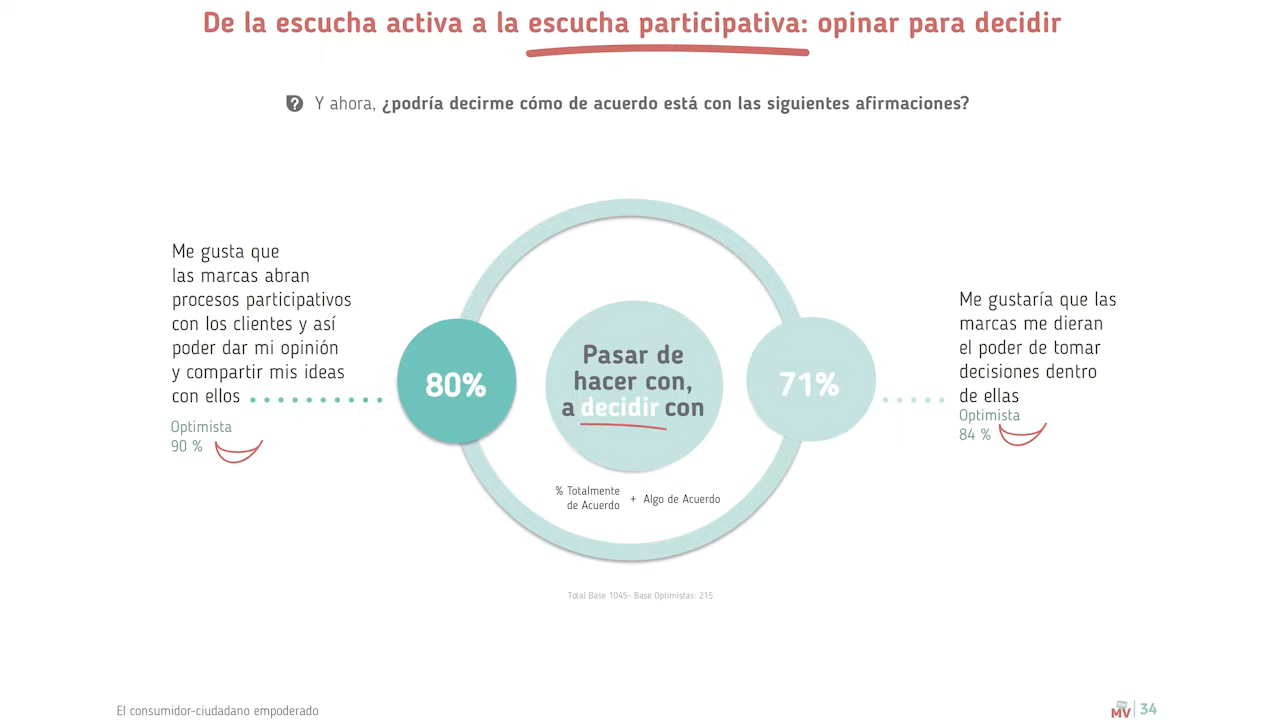 De la escucha activa a la escucha participativa: opinar para decidir
Y ahora, ¿podría decirme cómo de acuerdo está con las siguientes afirmaciones?
Me gusta que
las marcas abran
procesos participativos
con los clientes y así
poder dar mi opinión
y compartir mis ideas
con ellos
Optimista
90 %
80%
Pasar de
hacer con,
a decidir con
% Totalmente
de Acuerdo
+ Algo de Acuerdo
71%
Me gustaría que las
marcas me dieran
el poder de tomar
decisiones dentro
de ellas
Optimista
84 %
Total Base 1045- Base Optimistas: 215
El consumidor-ciudadano empoderado
MV
34